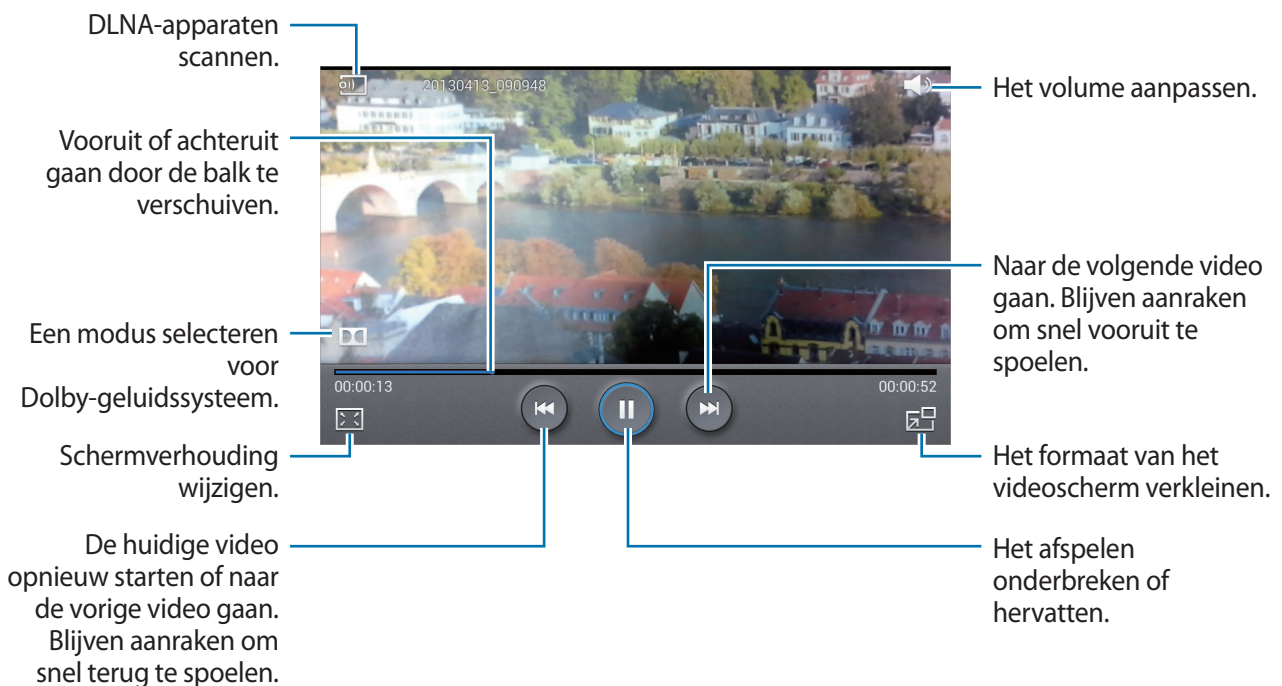 DLNA-apparaten
scannen.
20130413_090948
Het volume aanpassen.
Vooruit of achteruit
gaan door de balk te
verschuiven.
Naar de volgende video
gaan. Blijven aanraken
om snel vooruit te
spoelen.
Een modus selecteren
voor
Dolby-geluidssysteem.
00:00:13
00:00:52
Schermverhouding
wijzigen.
Het formaat van het
videoscherm verkleinen.
De huidige video
opnieuw starten of naar
de vorige video gaan.
Blijven aanraken om
snel terug te spoelen.
Het afspelen
onderbreken of
hervatten.